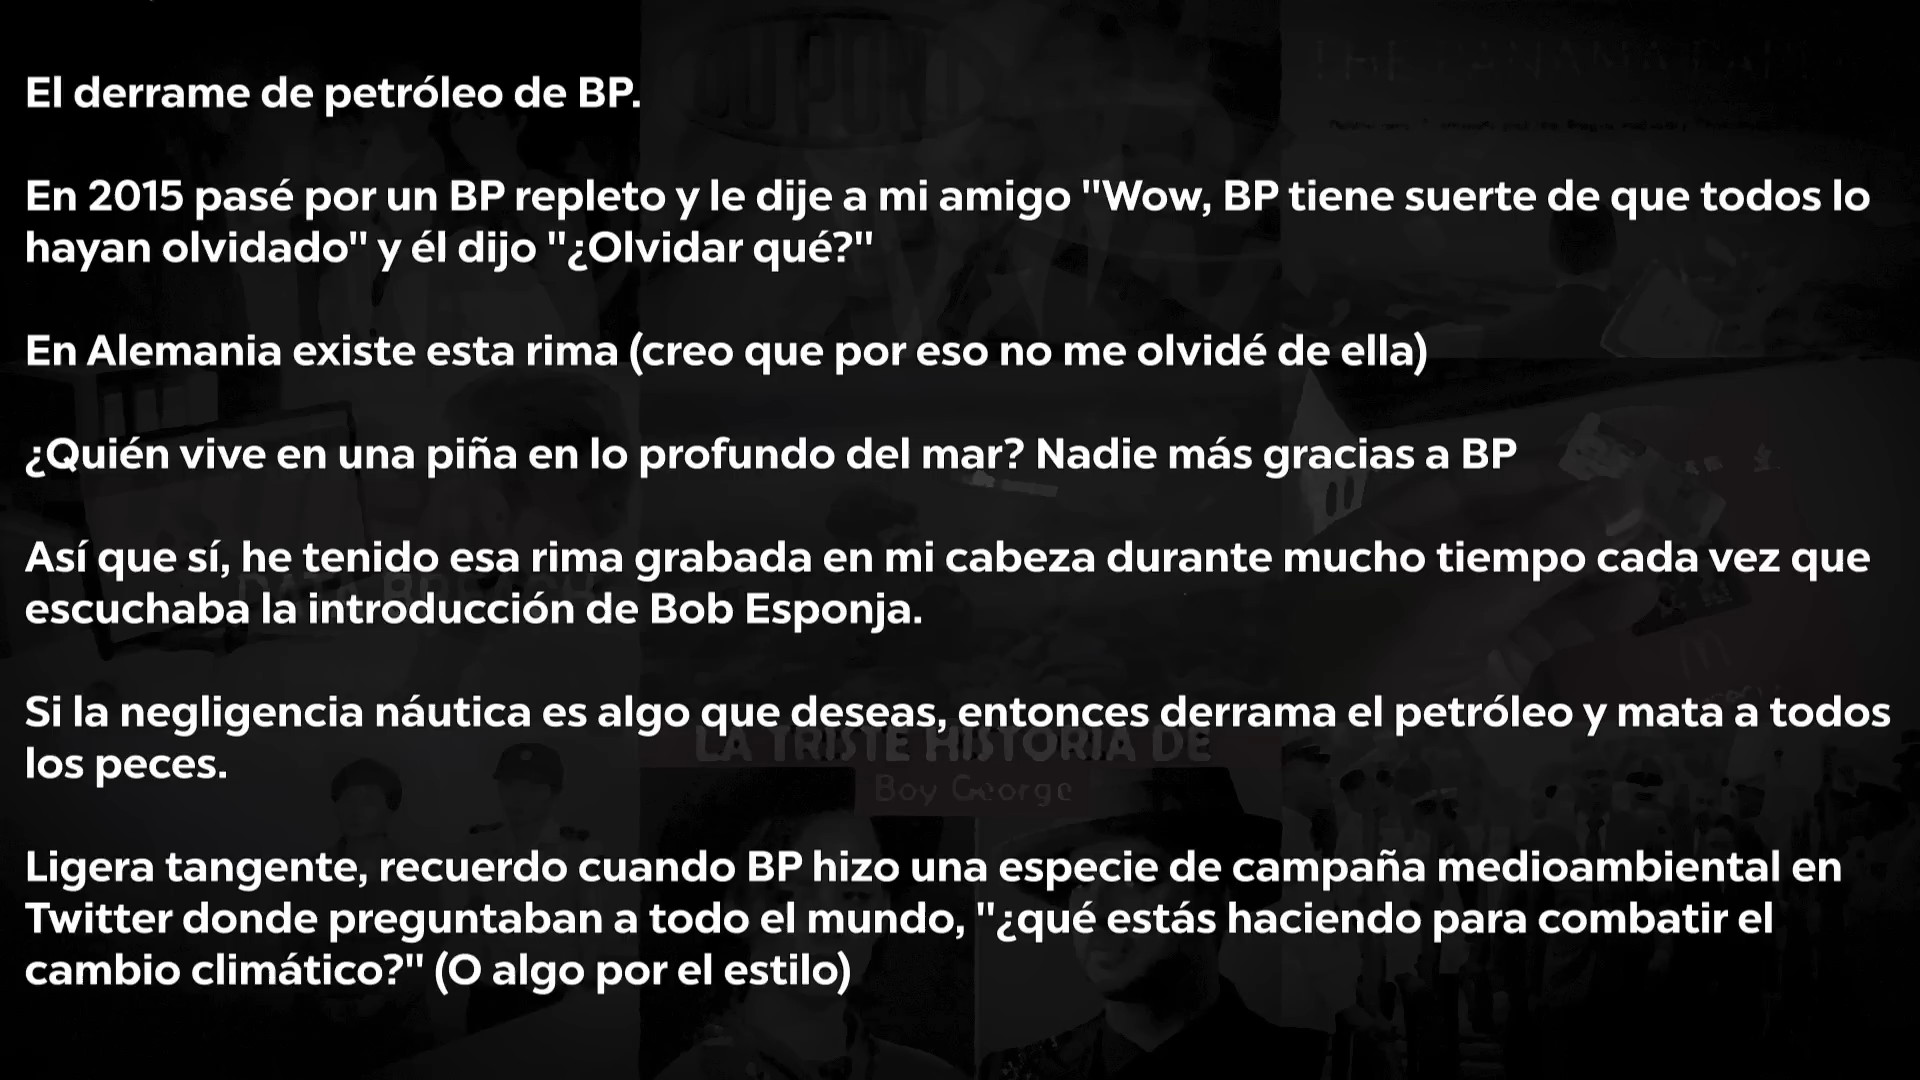 El derrame de petróleo de BP.
En 2015 pasé por un BP repleto y le dije a mi amigo "Wow, BP tiene suerte de que todos lo
hayan olvidado" y él dijo "¿Olvidar qué?"
En Alemania existe esta rima (creo que por eso no me olvidé de ella)
¿Quién vive en una piña en lo profundo del mar? Nadie más gracias a BP
Así que sí, he tenido esa rima grabada en mi cabeza durante mucho tiempo cada vez que
escuchaba la introducción de Bob Esponja.
Si la negligencia náutica es algo que deseas, entonces derrama el petróleo y mata a todos
los peces.
LA TRISTE HISTORIA DE
Boy George
Ligera tangente, recuerdo cuando BP hizo una especie de campaña medioambiental en
Twitter donde preguntaban a todo el mundo, "¿qué estás haciendo para combatir el
cambio climático?" (O algo por el estilo)